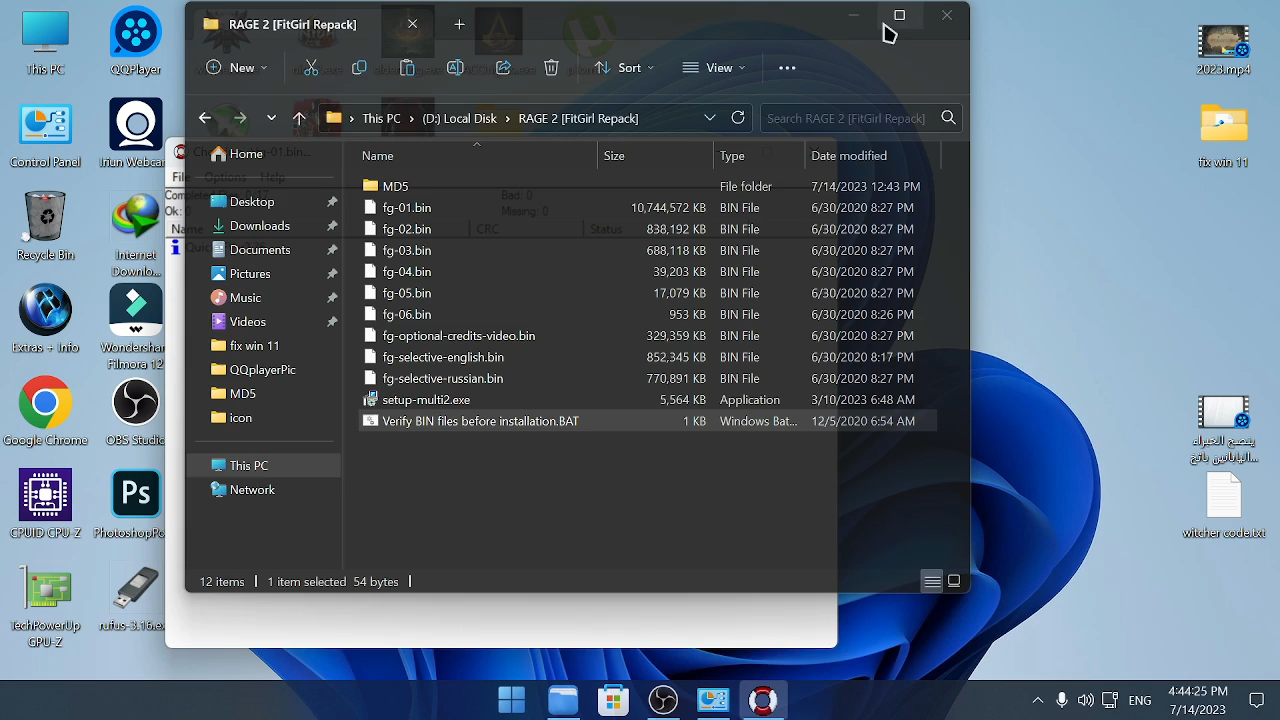 RAGE 2 [FitGirl Repack]
New
Sort
View
This PC
(D:) Local Disk
RAGE 2 [FitGirl Repack]
Search RAGE 2 [FitGirl Repack]
Home
Desktop
Downloads
Documents
Pictures
Music
Videos
fix win 11
QQplayerPic
MD5
icon
This PC
Network
Name Size Type Date modified
MD5 File folder 7/14/2023 12:43 PM
fg-01.bin 10,744,572 KB BIN File 6/30/2020 8:27 PM
fg-02.bin 838,192 KB BIN File 6/30/2020 8:27 PM
fg-03.bin 688,118 KB BIN File 6/30/2020 8:27 PM
fg-04.bin 39,203 KB BIN File 6/30/2020 8:27 PM
fg-05.bin 17,079 KB BIN File 6/30/2020 8:27 PM
fg-06.bin 953 KB BIN File 6/30/2020 8:26 PM
fg-optional-credits-video.bin 329,359 KB BIN File 6/30/2020 8:27 PM
fg-selective-english.bin 852,345 KB BIN File 6/30/2020 8:17 PM
fg-selective-russian.bin 770,891 KB BIN File 6/30/2020 8:27 PM
setup-multi2.exe 5,564 KB Application 3/10/2023 6:48 AM
Verify BIN files before installation.BAT 1 KB Windows Bat... 12/5/2020 6:54 AM
12 items
1 item selected 54 bytes
File Options Help
Bad: 0
Ok:
Missing: 0
Name CRC Status
This PC
QQPlayer
Control Panel
Iriun Webcam
Recycle Bin
Internet
Downlo...
Extras + Info
Wondershar
Filmora 12
Google Chrome
OBS Studio
CPUID CPU-Z
Ps
PhotoshopPo
TechPowerUp
GPU-Z
rufus-3.16.ex
2023.mp4
fix win 11
ينصح الخبراء
اليابانيين باتخ...
witcher code.txt
ENG
4:44:25 PM
7/14/2023